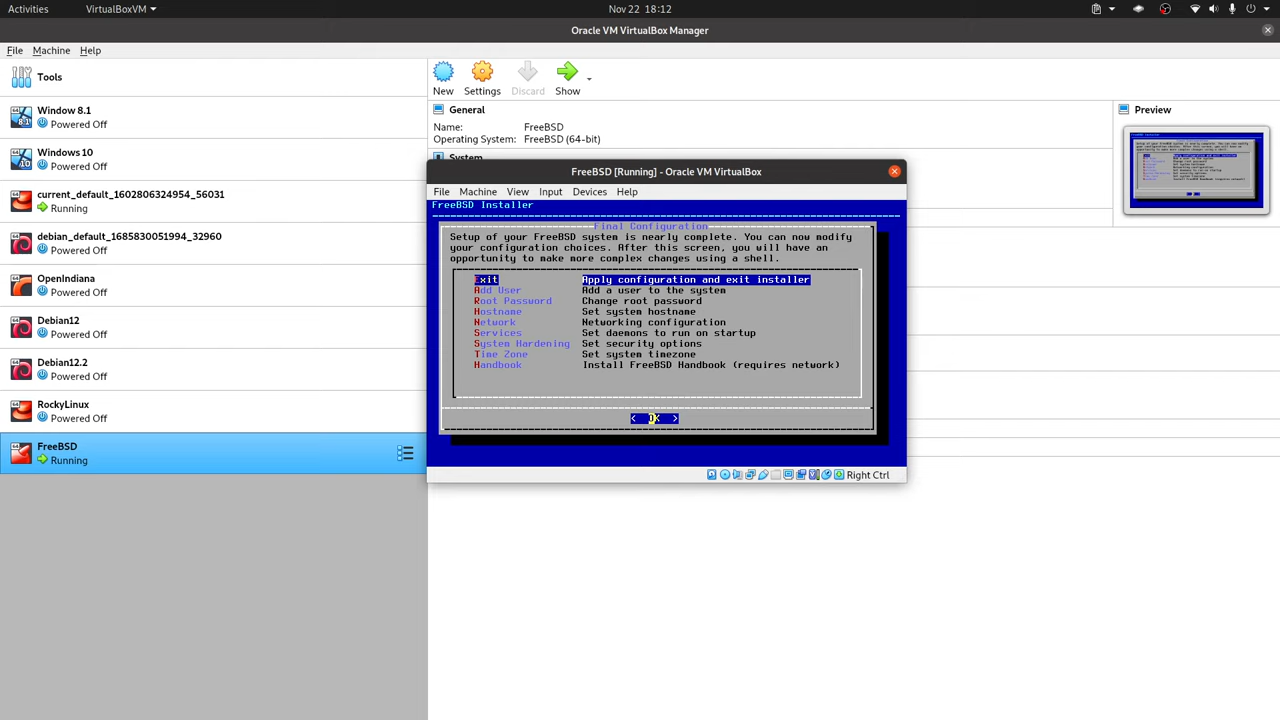 Activities VirtualBoxVM Nov 22 18:12
Oracle VM VirtualBox Manager
File Machine Help
Tools
New Settings Discard Show
Window 8.1
Powered Off
Windows 10
Powered Off
current_default_1602806324954_56031
Running
debian_default_1685830051994_32960
Powered Off
OpenIndiana
Powered Off
Debian12
Powered Off
Debian12.2
Powered Off
RockyLinux
Powered Off
FreeBSD
Running
General
Name: FreeBSD
Operating System: FreeBSD (64-bit)
System
Preview
FreeBSD [Running] - Oracle VM VirtualBox
File Machine View Input Devices Help
FreeBSD Installer
Final Configuration
Setup of your FreeBSD system is nearly complete. You can now modify
your configuration choices. After this screen, you will have an
opportunity to make more complex changes using a shell.
Exit Apply configuration and exit installer
Add User Add a user to the system
Root Password Change root password
Hostname Set system hostname
Network Networking configuration
Services Set daemons to run on startup
System Hardening Set security options
Time Zone Set system timezone
Handbook Install FreeBSD Handbook (requires network)
< OK >
Right Ctrl